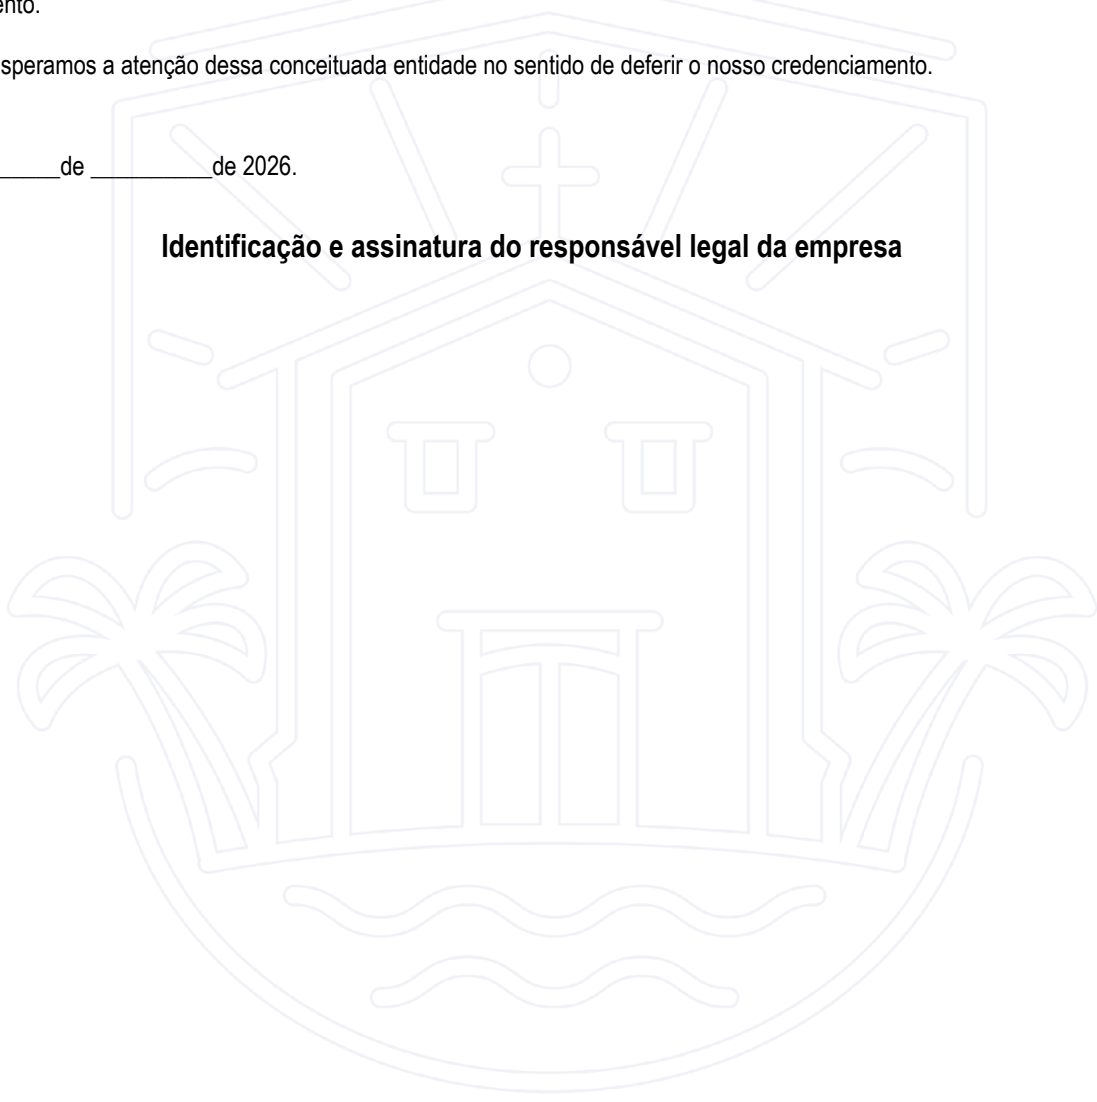 ento.
speramos a atenção dessa conceituada entidade no sentido de deferir o nosso credenciamento.
______de __________de 2026.
Identificação e assinatura do responsável legal da empresa